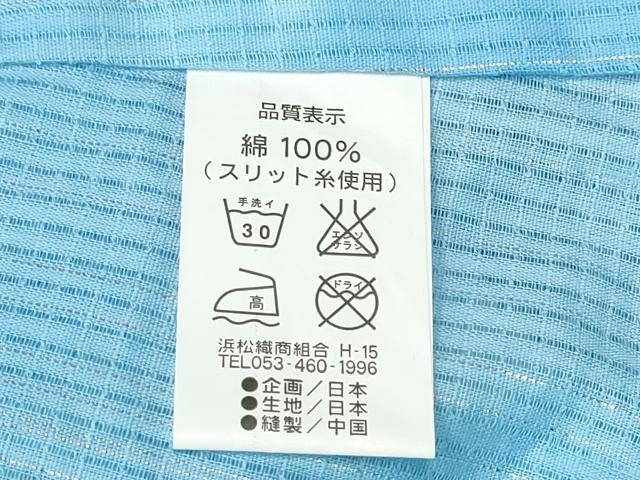 品質表示
綿 100%
(スリット糸使用)
手洗イ
30
エンソ
サラシ
高
ドライ
浜松織商組合 H-15
TEL053-460-1996
●企画/日本
●生地/日本
●縫製/中国